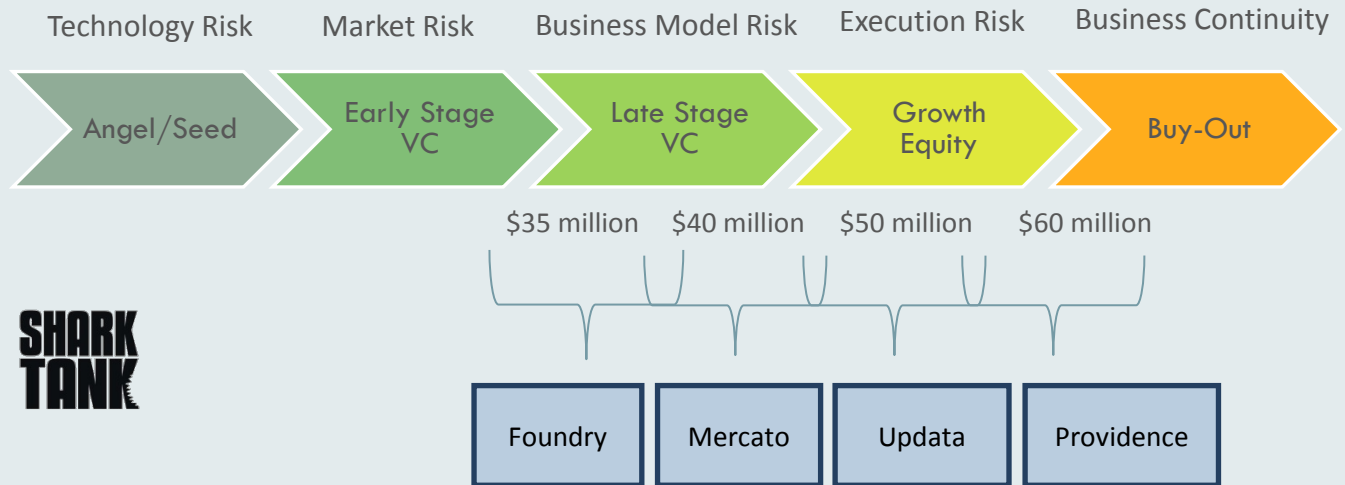 Technology Risk
Market Risk
Business Model Risk
Execution Risk
Business Continuity
Angel/Seed
Early Stage
VC
Late Stage
VC
Growth
Equity
Buy-Out
$35 million
$40 million
$50 million
$60 million
SHARK
TANK
Foundry
Mercato
Updata
Providence